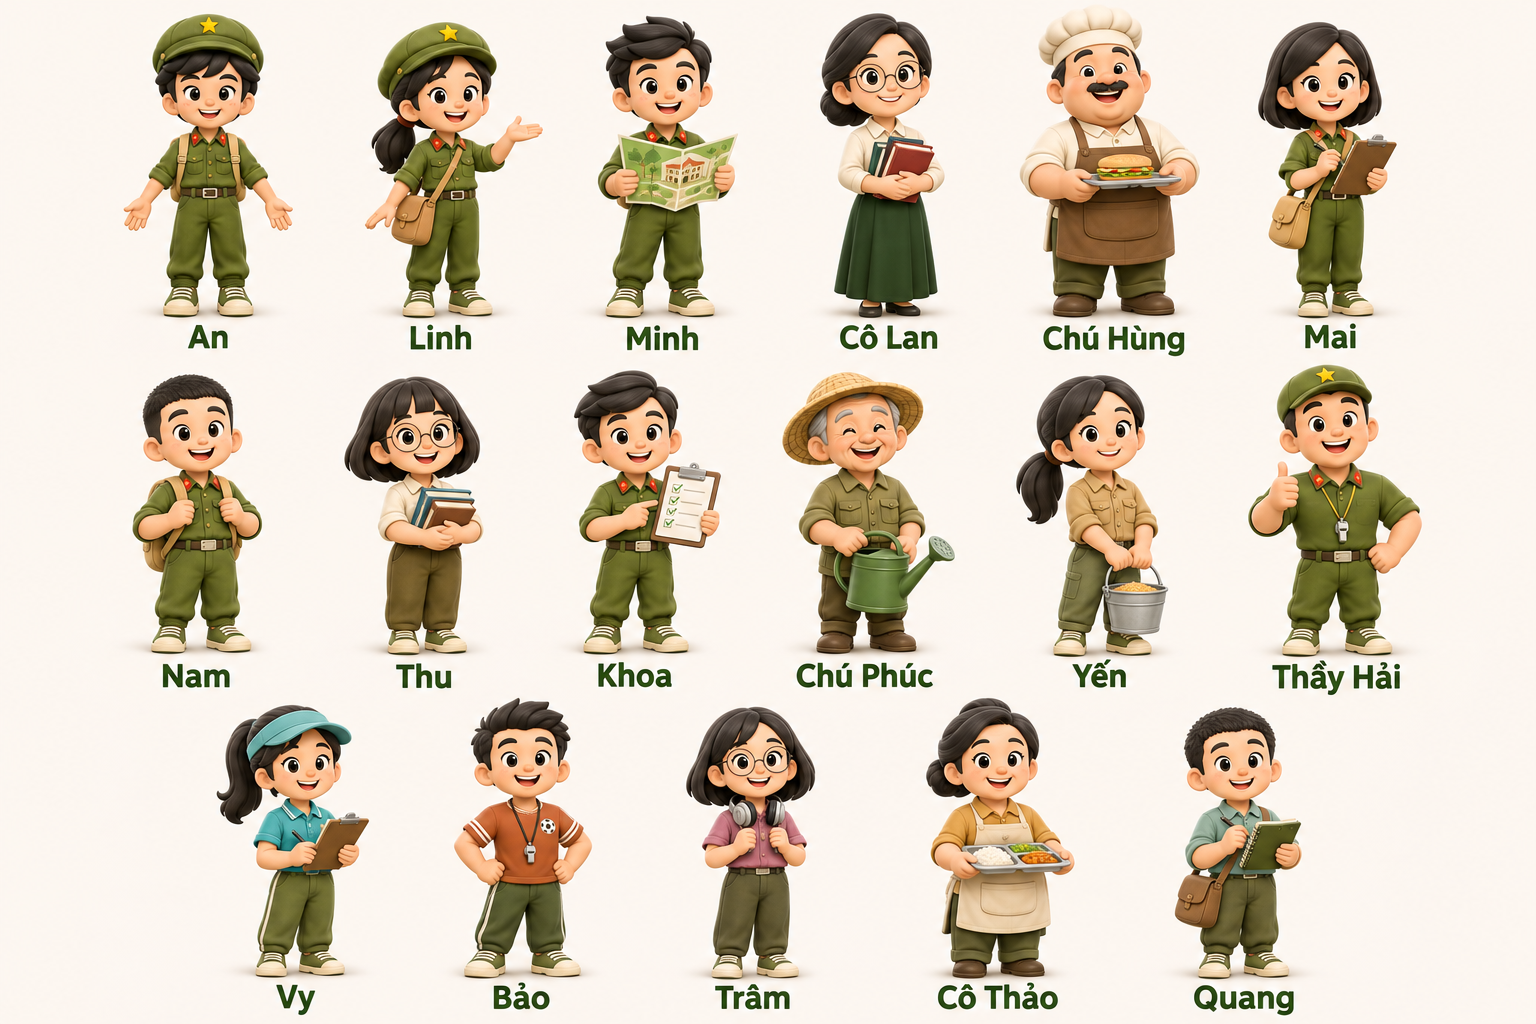 An
Linh
Minh
Cô Lan
Chú Hùng
Mai
Nam
Thu
Khoa
Chú Phúc
Yến
Thầy Hải
Vy
Bảo
Trâm
Cô Thảo
Quang